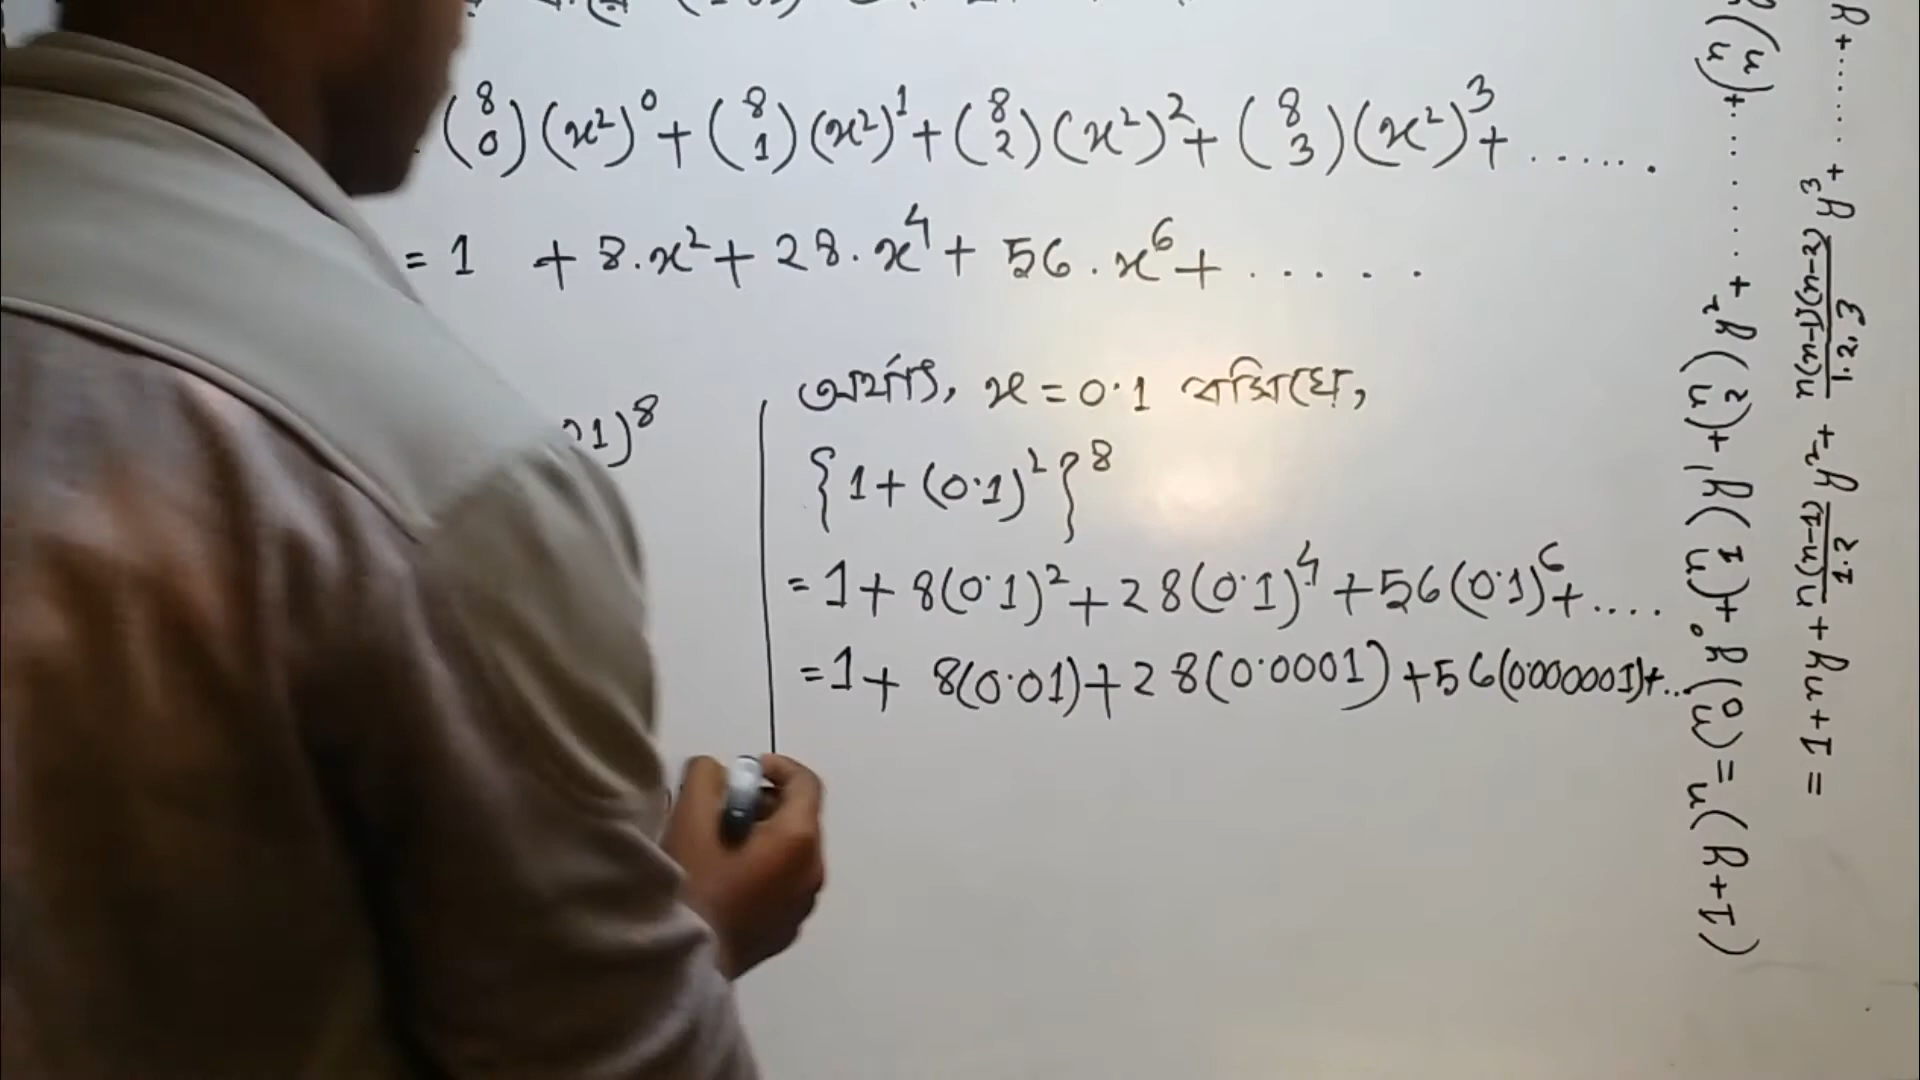 (8 0)(x²)⁰ + (8 1)(x²)¹ + (8 2)(x²)² + (8 3)(x²)³ + .......
= 1 + 8.x² + 28.x⁴ + 56.x⁶ + . . . . .
1)⁸
অর্থাৎ, x = 0.1 বসিয়ে,
{1 + (0.1)²}⁸
= 1 + 8(0.1)² + 28(0.1)⁴ + 56(0.1)⁶ + ....
= 1 + 8(0.01) + 28(0.0001) + 56(0.000001) + ...
(1+y)ⁿ = (n 0)y⁰ + (n 1)y¹ + (n 2)y² + ....... + (n n)
= 1 + ny + n(n-1)/1.2 y² + n(n-1)(n-2)/1.2.3 y³ + .......